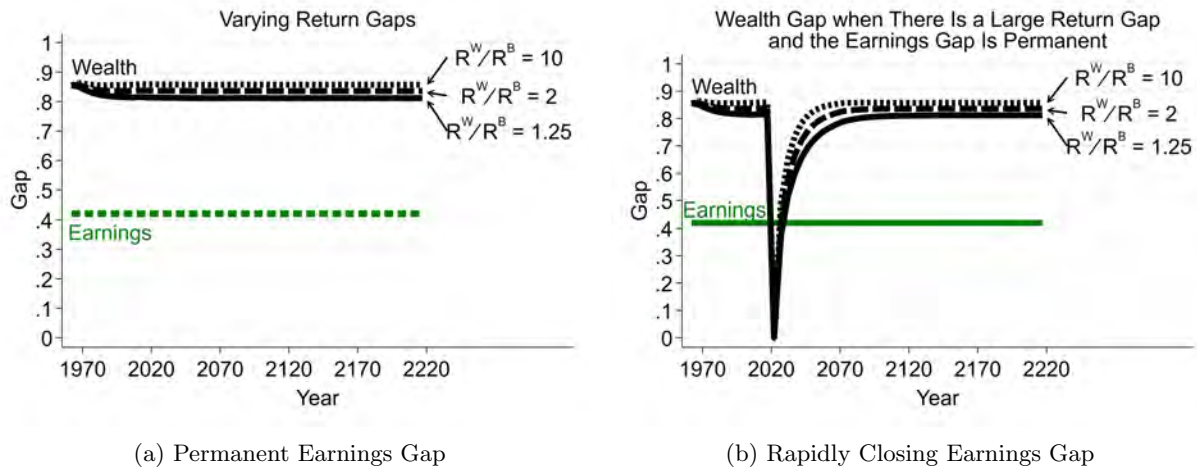 Varying Return Gaps
1
.9
.8
.7
.6
.5
.4
.3
.2
.1
0
Gap
Wealth
Earnings
R^W/R^B = 10
R^W/R^B = 2
R^W/R^B = 1.25
1970 2020 2070 2120 2170 2220
Year
(a) Permanent Earnings Gap
Wealth Gap when There Is a Large Return Gap
and the Earnings Gap Is Permanent
1
.9
.8
.7
.6
.5
.4
.3
.2
.1
0
Gap
Wealth
Earnings
R^W/R^B = 10
R^W/R^B = 2
R^W/R^B = 1.25
1970 2020 2070 2120 2170 2220
Year
(b) Rapidly Closing Earnings Gap